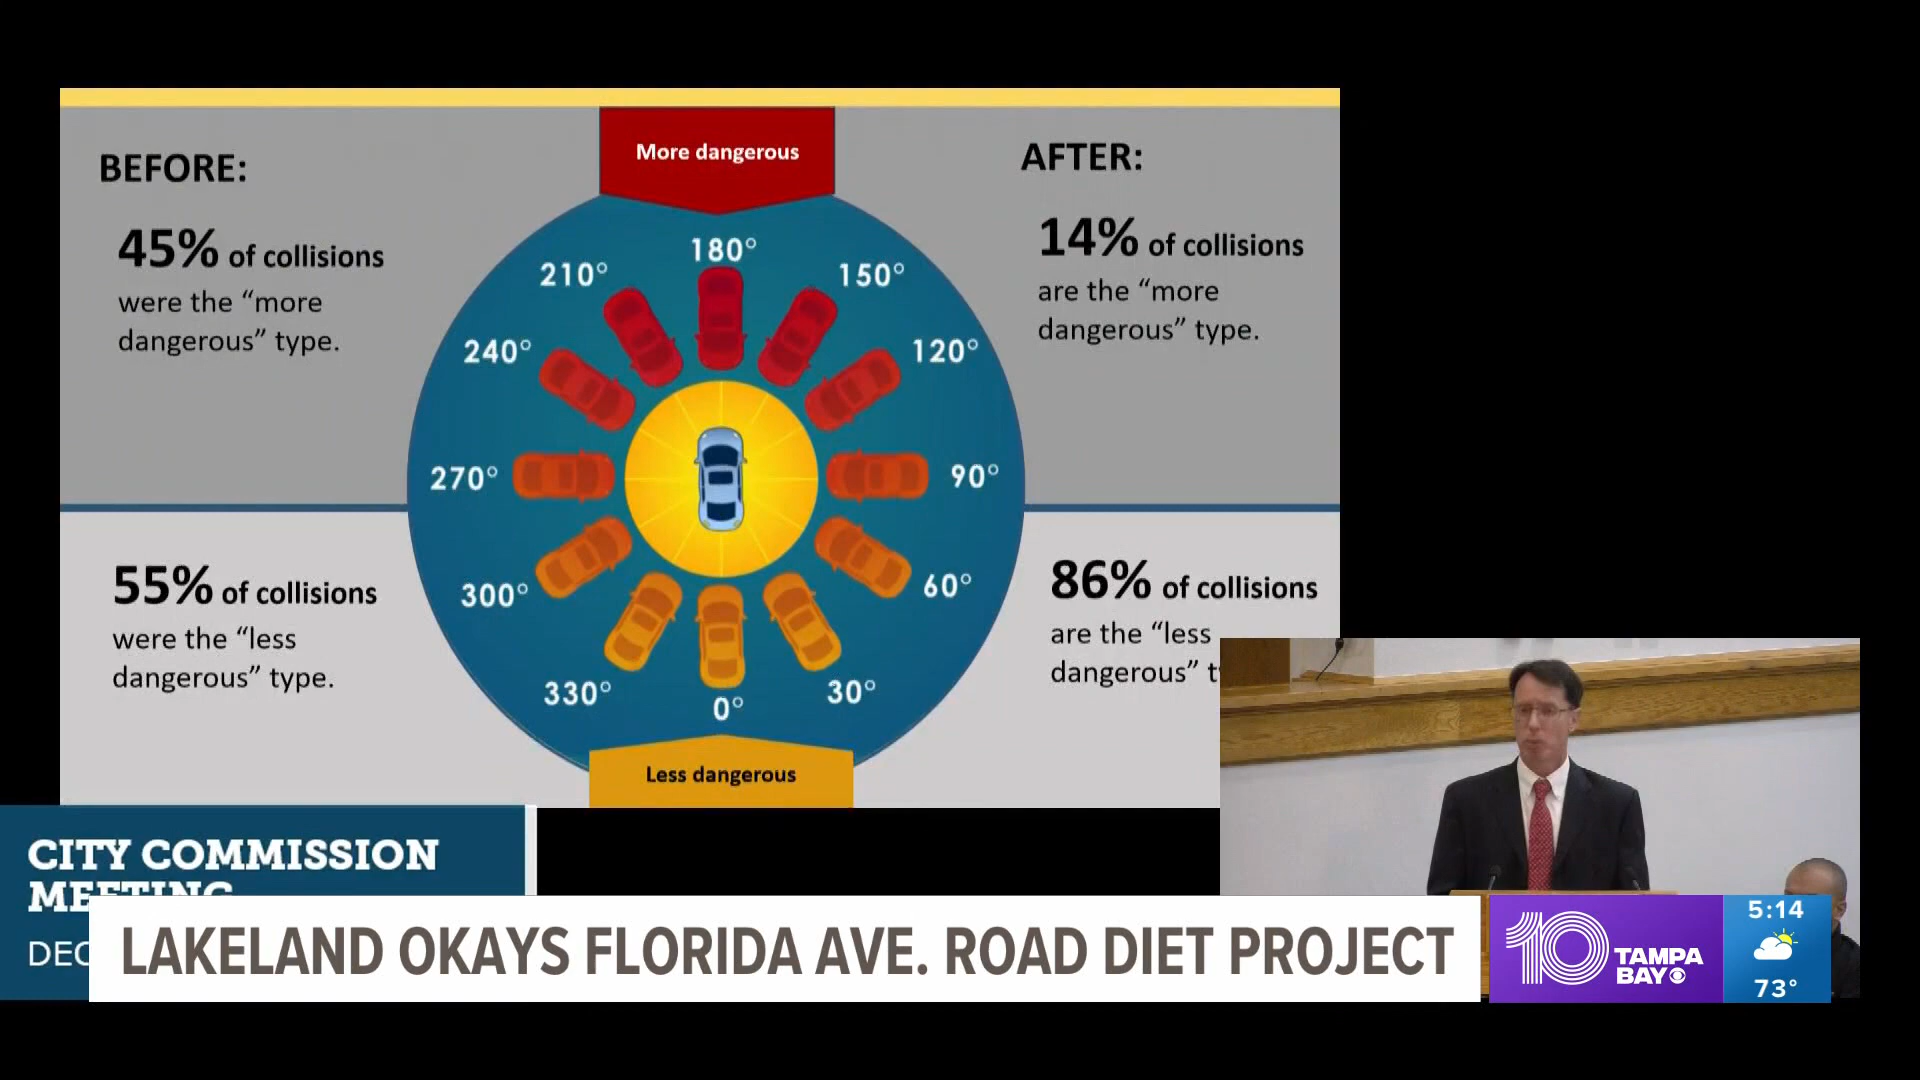 More dangerous
BEFORE:
45% of collisions
were the “more
dangerous” type.
AFTER:
14% of collisions
are the “more
dangerous” type.
180°
210°
150°
240°
120°
270°
90°
300°
60°
330°
30°
0°
55% of collisions
were the “less
dangerous” type.
86% of collisions
are the “less
dangerous” t
Less dangerous
CITY COMMISSION
MEETING
DEC
LAKELAND OKAYS FLORIDA AVE. ROAD DIET PROJECT
10
TAMPA
BAY
5:14
73°